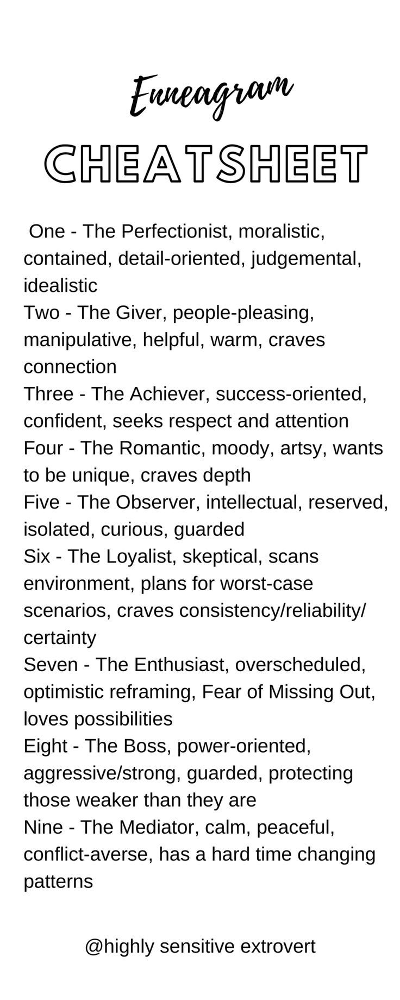 Enneagram
CHEATSHEET
One - The Perfectionist, moralistic,
contained, detail-oriented, judgemental,
idealistic
Two - The Giver, people-pleasing,
manipulative, helpful, warm, craves
connection
Three - The Achiever, success-oriented,
confident, seeks respect and attention
Four - The Romantic, moody, artsy, wants
to be unique, craves depth
Five - The Observer, intellectual, reserved,
isolated, curious, guarded
Six - The Loyalist, skeptical, scans
environment, plans for worst-case
scenarios, craves consistency/reliability/
certainty
Seven - The Enthusiast, overscheduled,
optimistic reframing, Fear of Missing Out,
loves possibilities
Eight - The Boss, power-oriented,
aggressive/strong, guarded, protecting
those weaker than they are
Nine - The Mediator, calm, peaceful,
conflict-averse, has a hard time changing
patterns
@highly sensitive extrovert